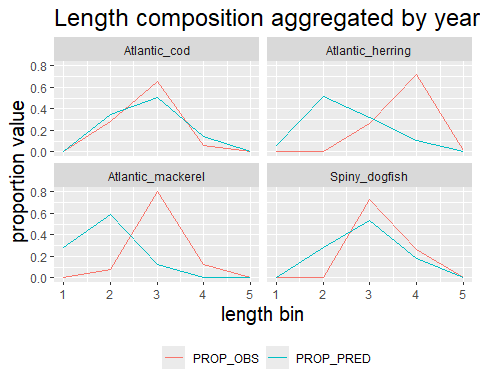 Length composition aggregated by year
Atlantic_cod
Atlantic_herring
0.8
0.6
0.4
0.2
0.0
Atlantic_mackerel
Spiny_dogfish
0.8
0.6
0.4
0.2
0.0
proportion value
1 2 3 4 5
1 2 3 4 5
length bin
PROP_OBS
PROP_PRED